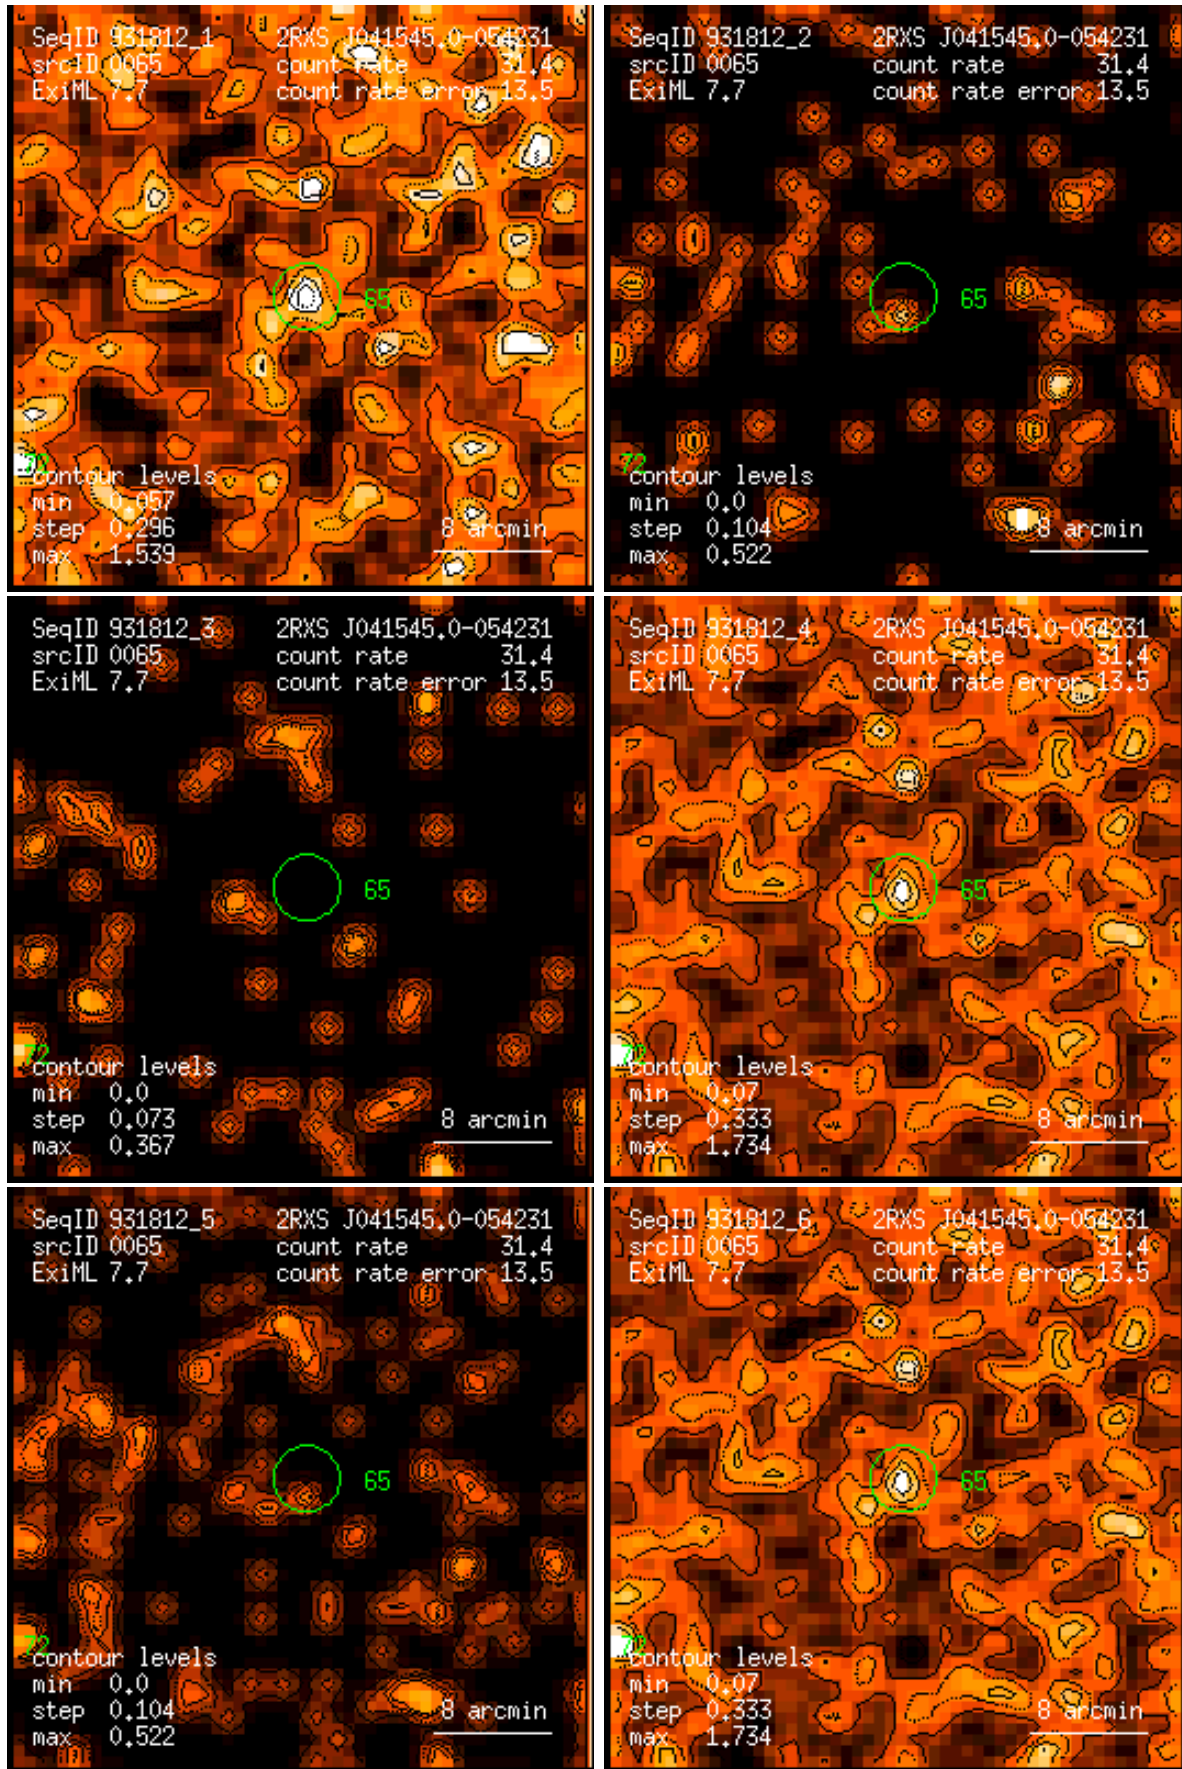 SeqID 931812_1 2RXS J041545.0-054231
srcID 0065 count rate 31.4
ExiML 7.7 count rate error 13.5
65
72
contour levels
min 0.057
step 0.296 8 arcmin
max 1.539
SeqID 931812_2 2RXS J041545.0-054231
srcID 0065 count rate 31.4
ExiML 7.7 count rate error 13.5
65
72
contour levels
min 0.0
step 0.104 8 arcmin
max 0.522
SeqID 931812_3 2RXS J041545.0-054231
srcID 0065 count rate 31.4
ExiML 7.7 count rate error 13.5
65
72
contour levels
min 0.0
step 0.073 8 arcmin
max 0.367
SeqID 931812_4 2RXS J041545.0-054231
srcID 0065 count rate 31.4
ExiML 7.7 count rate error 13.5
65
72
contour levels
min 0.07
step 0.333 8 arcmin
max 1.734
SeqID 931812_5 2RXS J041545.0-054231
srcID 0065 count rate 31.4
ExiML 7.7 count rate error 13.5
65
72
contour levels
min 0.0
step 0.104 8 arcmin
max 0.522
SeqID 931812_6 2RXS J041545.0-054231
srcID 0065 count rate 31.4
ExiML 7.7 count rate error 13.5
65
72
contour levels
min 0.07
step 0.333 8 arcmin
max 1.734